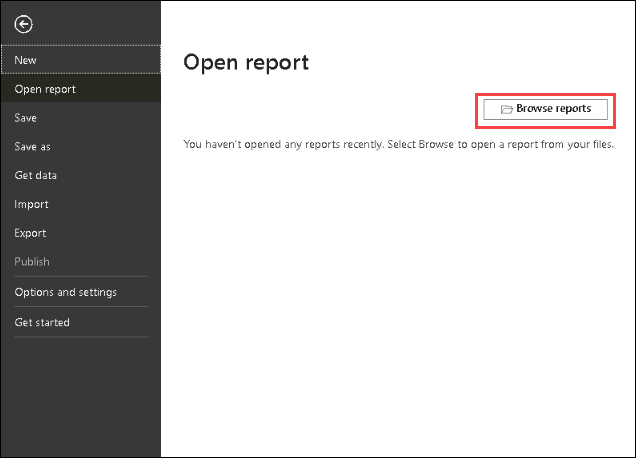 New
Open report
Save
Save as
Get data
Import
Export
Publish
Options and settings
Get started
Open report
Browse reports
You haven't opened any reports recently. Select Browse to open a report from your files.